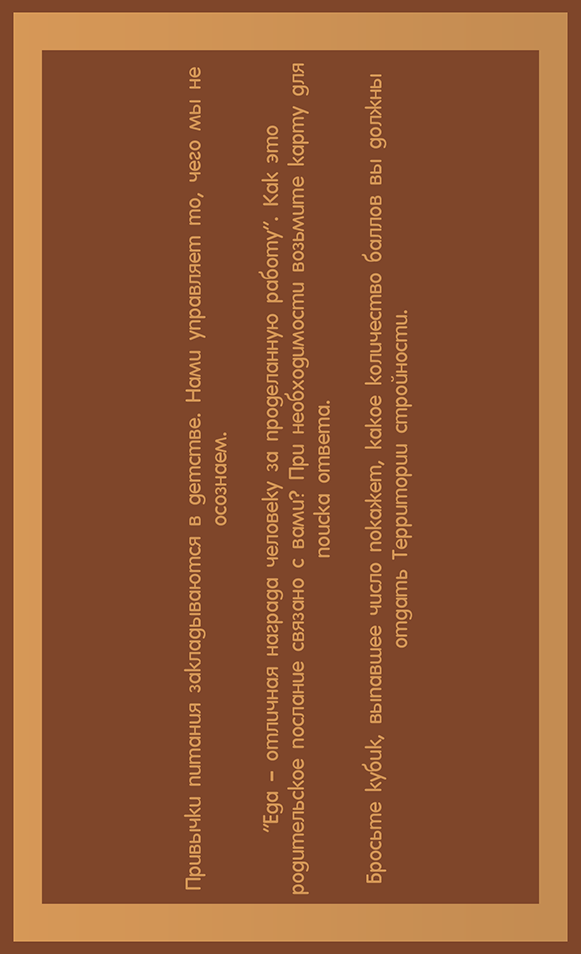 Привычки питания закладываются в детстве. Нами управляет то, чего мы не
осознаем.
"Еда – отличная награда человеку за проделанную работу". Как это
родительское послание связано с вами? При необходимости возьмите карту для
поиска ответа.
Бросьте кубик, выпавшее число покажет, какое количество баллов вы должны
отдать Территории стройности.